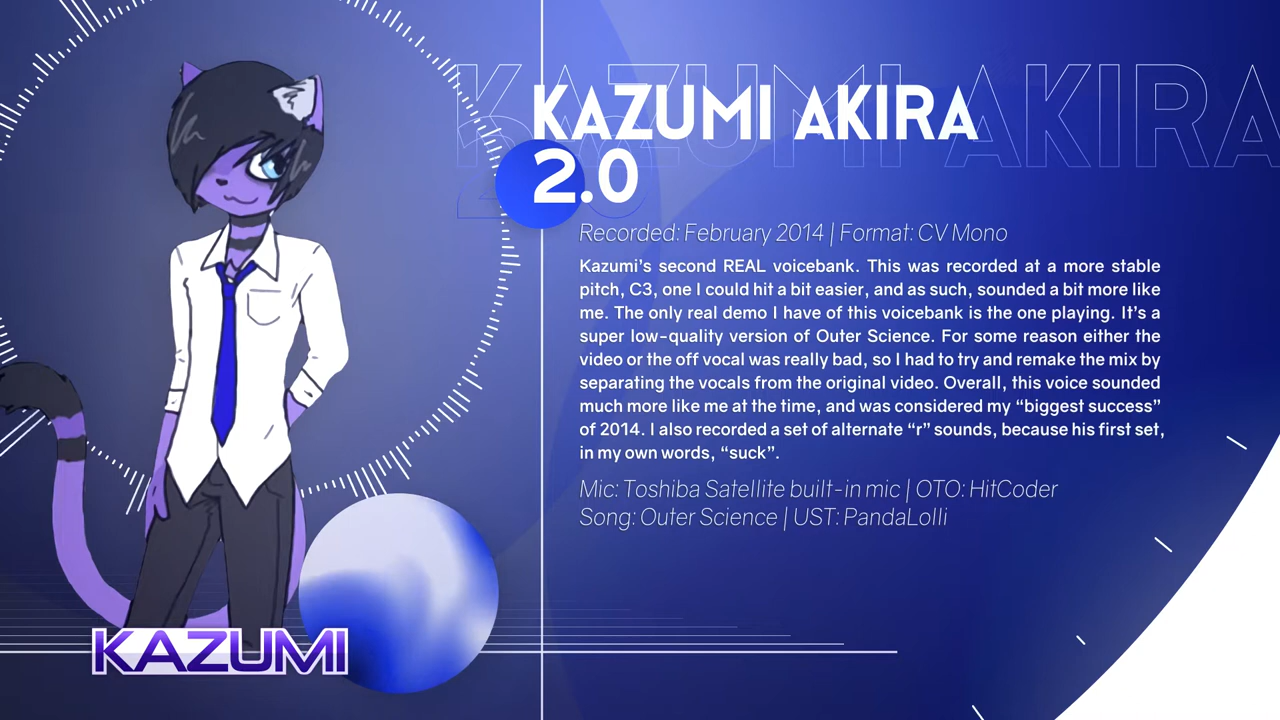 KAZUMI AKIRA
2.0
KAZUMI AKIRA
2.0
Recorded: February 2014 | Format: CV Mono
Kazumi's second REAL voicebank. This was recorded at a more stable
pitch, C3, one I could hit a bit easier, and as such, sounded a bit more like
me. The only real demo I have of this voicebank is the one playing. It's a
super low-quality version of Outer Science. For some reason either the
video or the off vocal was really bad, so I had to try and remake the mix by
separating the vocals from the original video. Overall, this voice sounded
much more like me at the time, and was considered my “biggest success”
of 2014. I also recorded a set of alternate “r” sounds, because his first set,
in my own words, “suck”.
Mic: Toshiba Satellite built-in mic | OTO: HitCoder
Song: Outer Science | UST: PandaLolli
KAZUMI